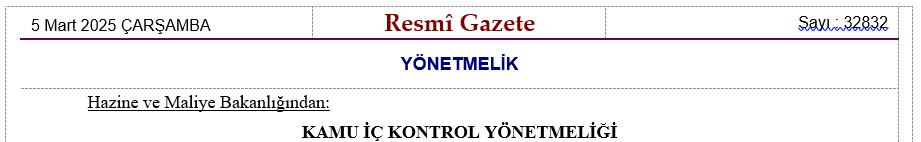 5 Mart 2025 ÇARŞAMBA Resmî Gazete Sayı : 32832
YÖNETMELİK
Hazine ve Maliye Bakanlığından:
KAMU İÇ KONTROL YÖNETMELİĞİ